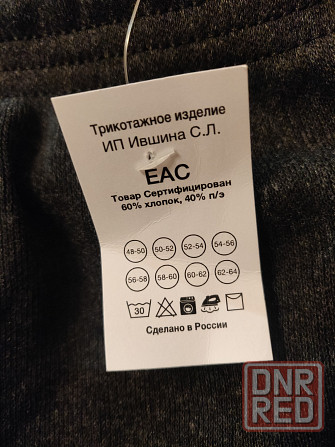 Трикотажное изделие
ИП Ившина С.Л.
EAC
Товар Сертифицирован
60% хлопок, 40% п/э
48-50 50-52 52-54 54-56
56-58 58-60 60-62 62-64
30
Сделано в России
DNR
RED